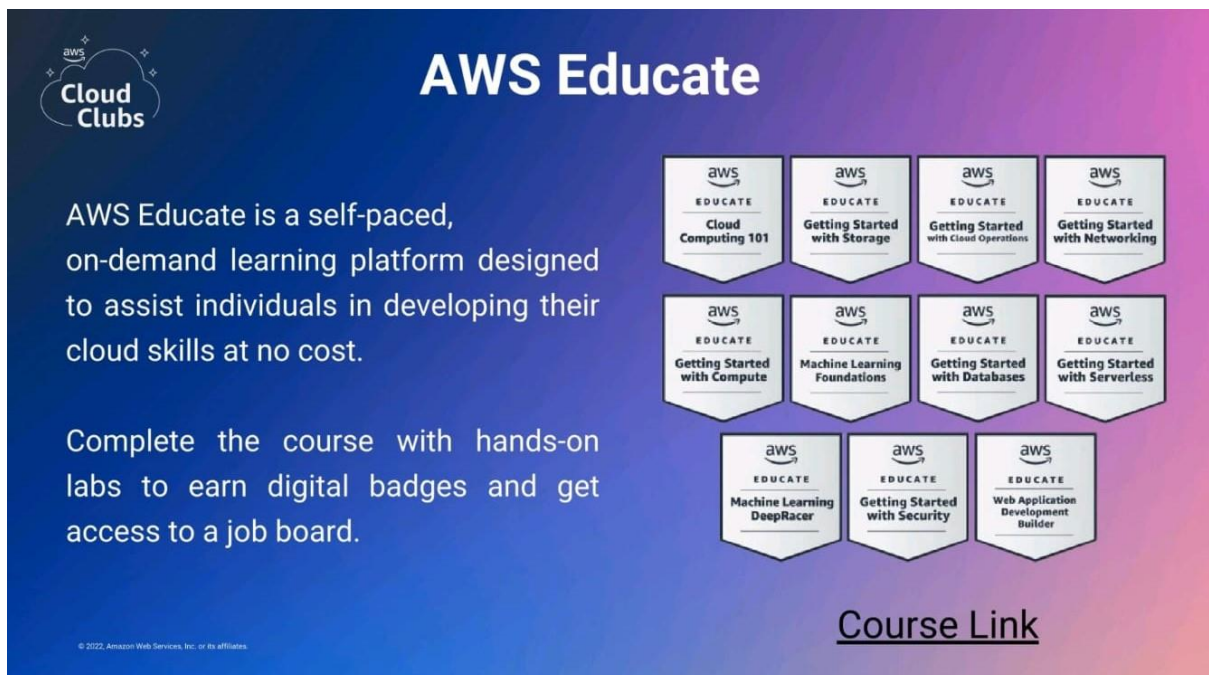 aws
Cloud
Clubs
AWS Educate
AWS Educate is a self-paced,
on-demand learning platform designed
to assist individuals in developing their
cloud skills at no cost.
Complete the course with hands-on
labs to earn digital badges and get
access to a job board.
aws
EDUCATE
Cloud
Computing 101
aws
EDUCATE
Getting Started
with Storage
aws
EDUCATE
Getting Started
with Cloud Operations
aws
EDUCATE
Getting Started
with Networking
aws
EDUCATE
Getting Started
with Compute
aws
EDUCATE
Machine Learning
Foundations
aws
EDUCATE
Getting Started
with Databases
aws
EDUCATE
Getting Started
with Serverless
aws
EDUCATE
Machine Learning
DeepRacer
aws
EDUCATE
Getting Started
with Security
aws
EDUCATE
Web Application
Development
Builder
Course Link
© 2022, Amazon Web Services, Inc. or its affiliates.